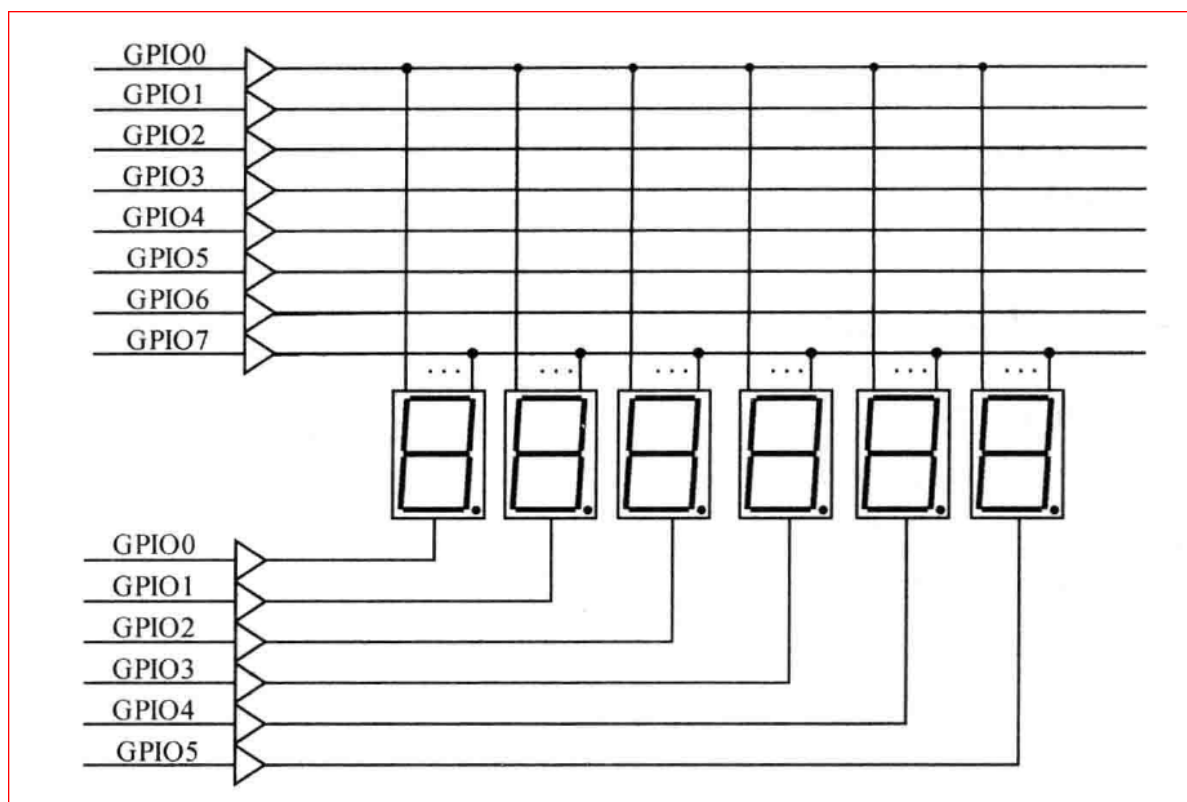 GPIO0
GPIO1
GPIO2
GPIO3
GPIO4
GPIO5
GPIO6
GPIO7
... ... ... ... ... ...
GPIO0
GPIO1
GPIO2
GPIO3
GPIO4
GPIO5